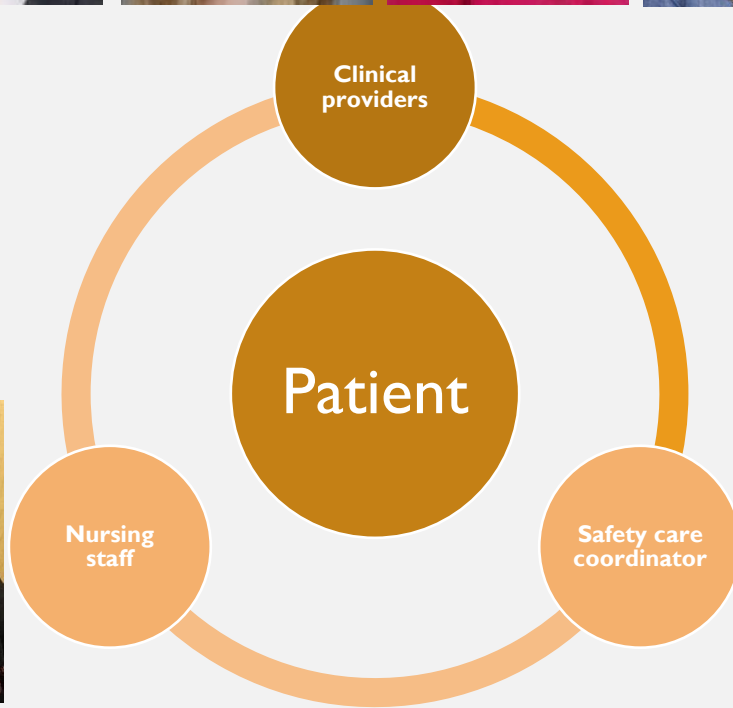 Clinical
providers
Patient
Nursing
staff
Safety care
coordinator